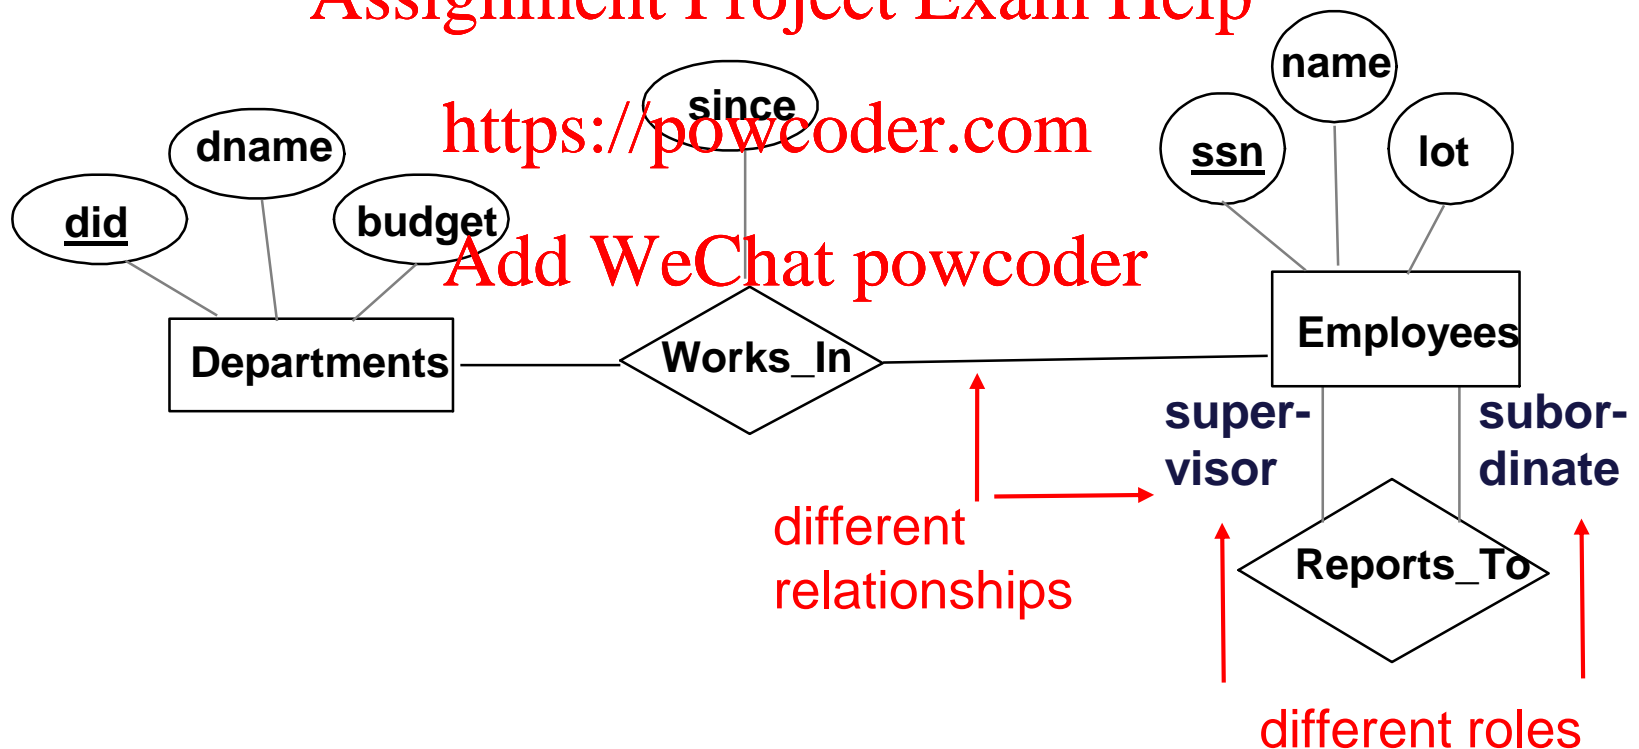 Assignment Project Exam Help
name
since
https://powcoder.com
dname
ssn
lot
did
budget
Add WeChat powcoder
Employees
Departments
Works_In
super-
visor
subor-
dinate
different
relationships
Reports_To
different roles